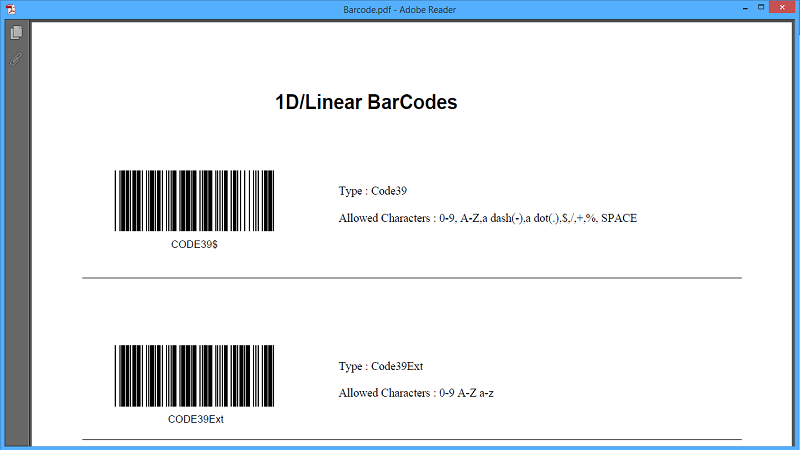 Barcode.pdf - Adobe Reader
1D/Linear BarCodes
Type : Code39
Allowed Characters : 0-9, A-Z,a dash(-),a dot(.),$,/,+,%, SPACE
CODE39$
Type : Code39Ext
Allowed Characters : 0-9 A-Z a-z
CODE39Ext